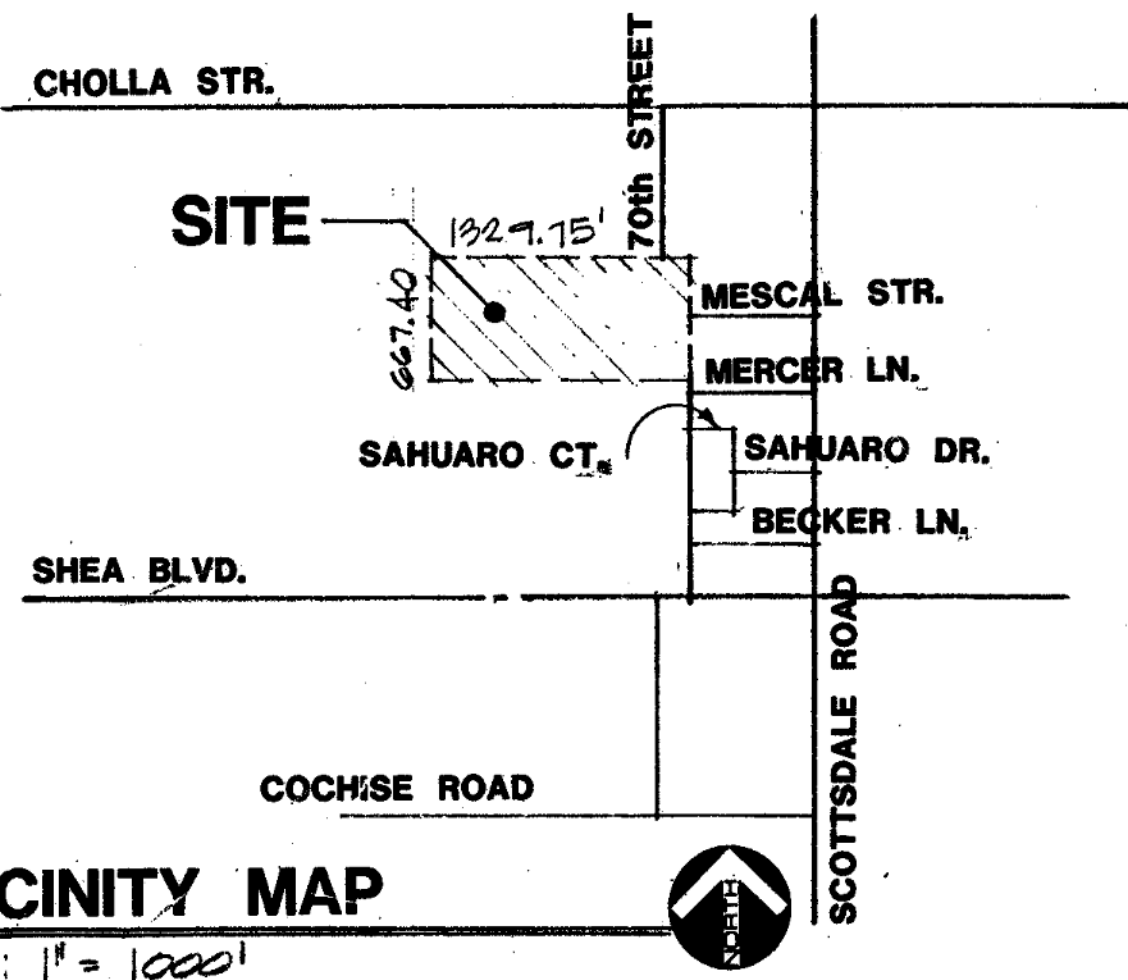 CHOLLA STR.
70th STREET
SITE
1329.75'
667.40
MESCAL STR.
MERCER LN.
SAHUARO CT.
SAHUARO DR.
BECKER LN.
SHEA BLVD.
SCOTTSDALE ROAD
COCHISE ROAD
CINITY MAP
NORTH
: 1" = 1000'